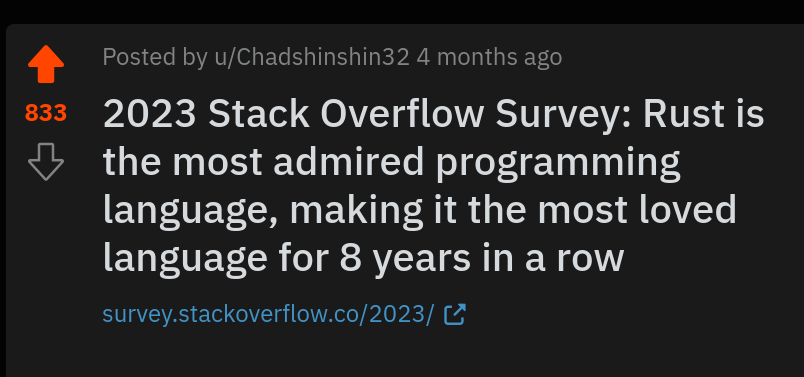 Posted by u/Chadshinshin32 4 months ago
833
2023 Stack Overflow Survey: Rust is
the most admired programming
language, making it the most loved
language for 8 years in a row
survey.stackoverflow.co/2023/